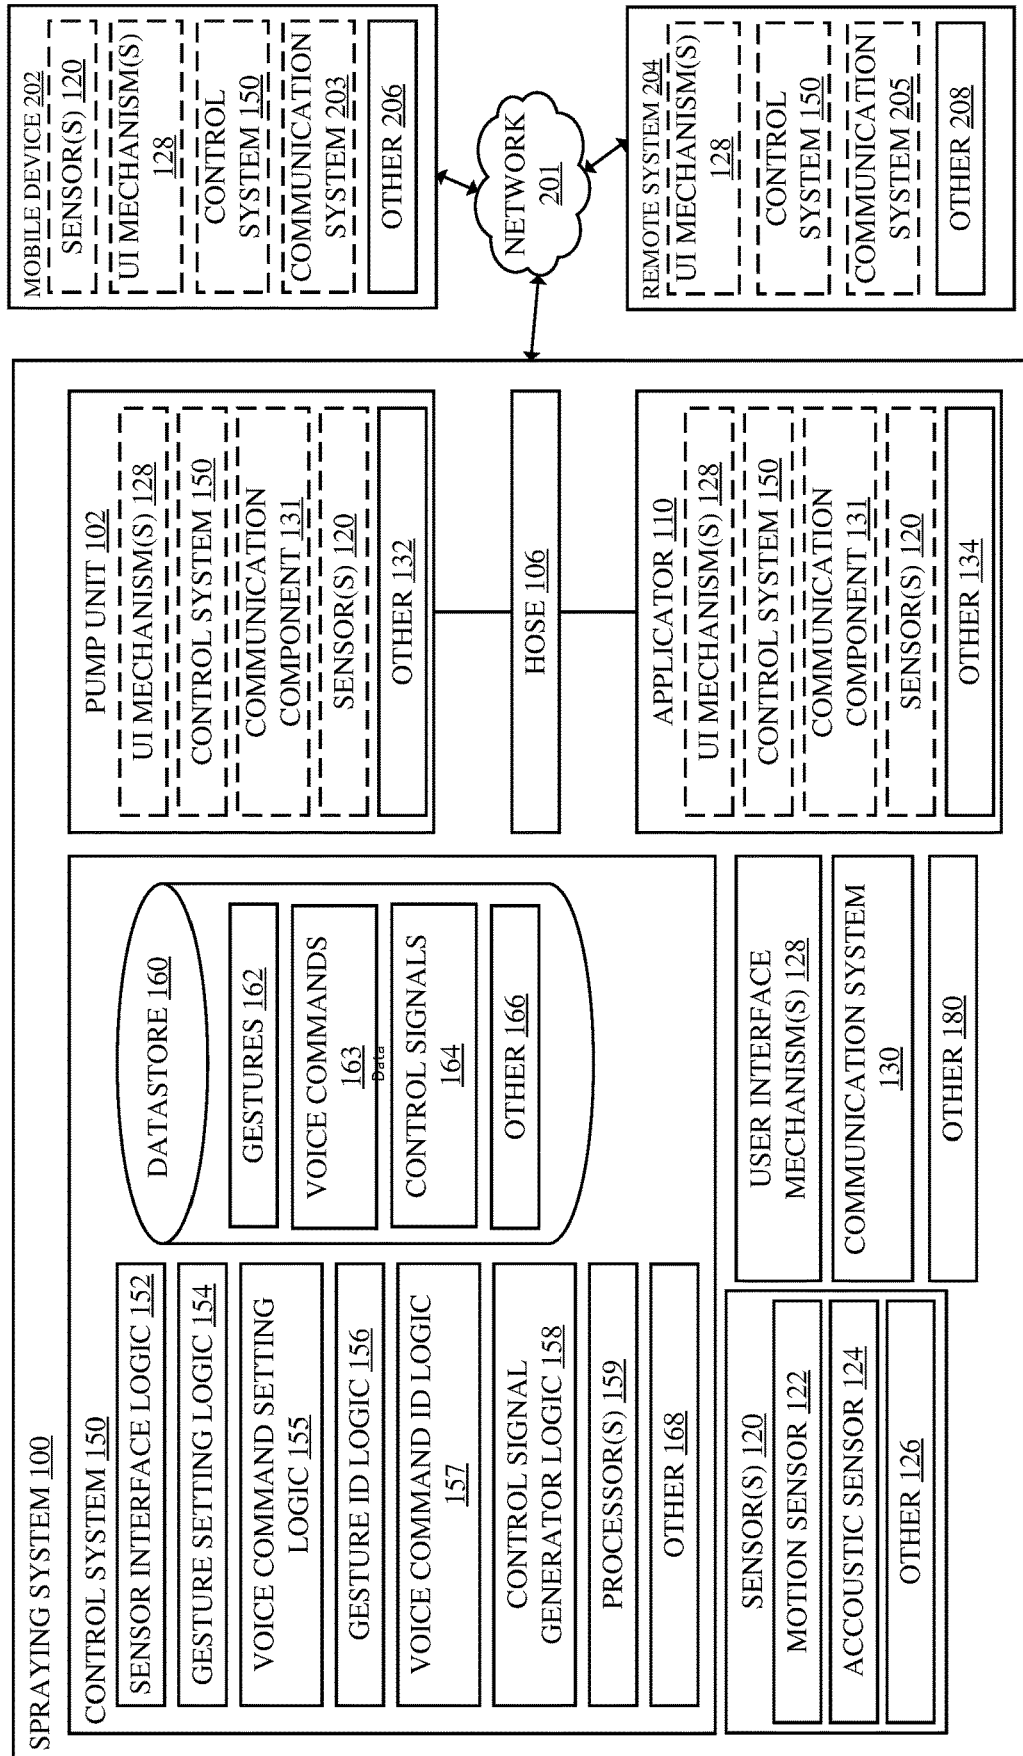 SPRAYING SYSTEM 100
CONTROL SYSTEM 150
SENSOR INTERFACE LOGIC 152
GESTURE SETTING LOGIC 154
VOICE COMMAND SETTING
LOGIC 155
GESTURE ID LOGIC 156
VOICE COMMAND ID LOGIC
157
CONTROL SIGNAL
GENERATOR LOGIC 158
PROCESSOR(S) 159
OTHER 168
DATASTORE 160
GESTURES 162
VOICE COMMANDS
163
Data
CONTROL SIGNALS
164
OTHER 166
SENSOR(S) 120
MOTION SENSOR 122
ACCOUSTIC SENSOR 124
OTHER 126
USER INTERFACE
MECHANISM(S) 128
COMMUNICATION SYSTEM
130
OTHER 180
PUMP UNIT 102
UI MECHANISM(S) 128
CONTROL SYSTEM 150
COMMUNICATION
COMPONENT 131
SENSOR(S) 120
OTHER 132
HOSE 106
APPLICATOR 110
UI MECHANISM(S) 128
CONTROL SYSTEM 150
COMMUNICATION
COMPONENT 131
SENSOR(S) 120
OTHER 134
MOBILE DEVICE 202
SENSOR(S) 120
UI MECHANISM(S)
128
CONTROL
SYSTEM 150
COMMUNICATION
SYSTEM 203
OTHER 206
NETWORK
201
REMOTE SYSTEM 204
UI MECHANISM(S)
128
CONTROL
SYSTEM 150
COMMUNICATION
SYSTEM 205
OTHER 208